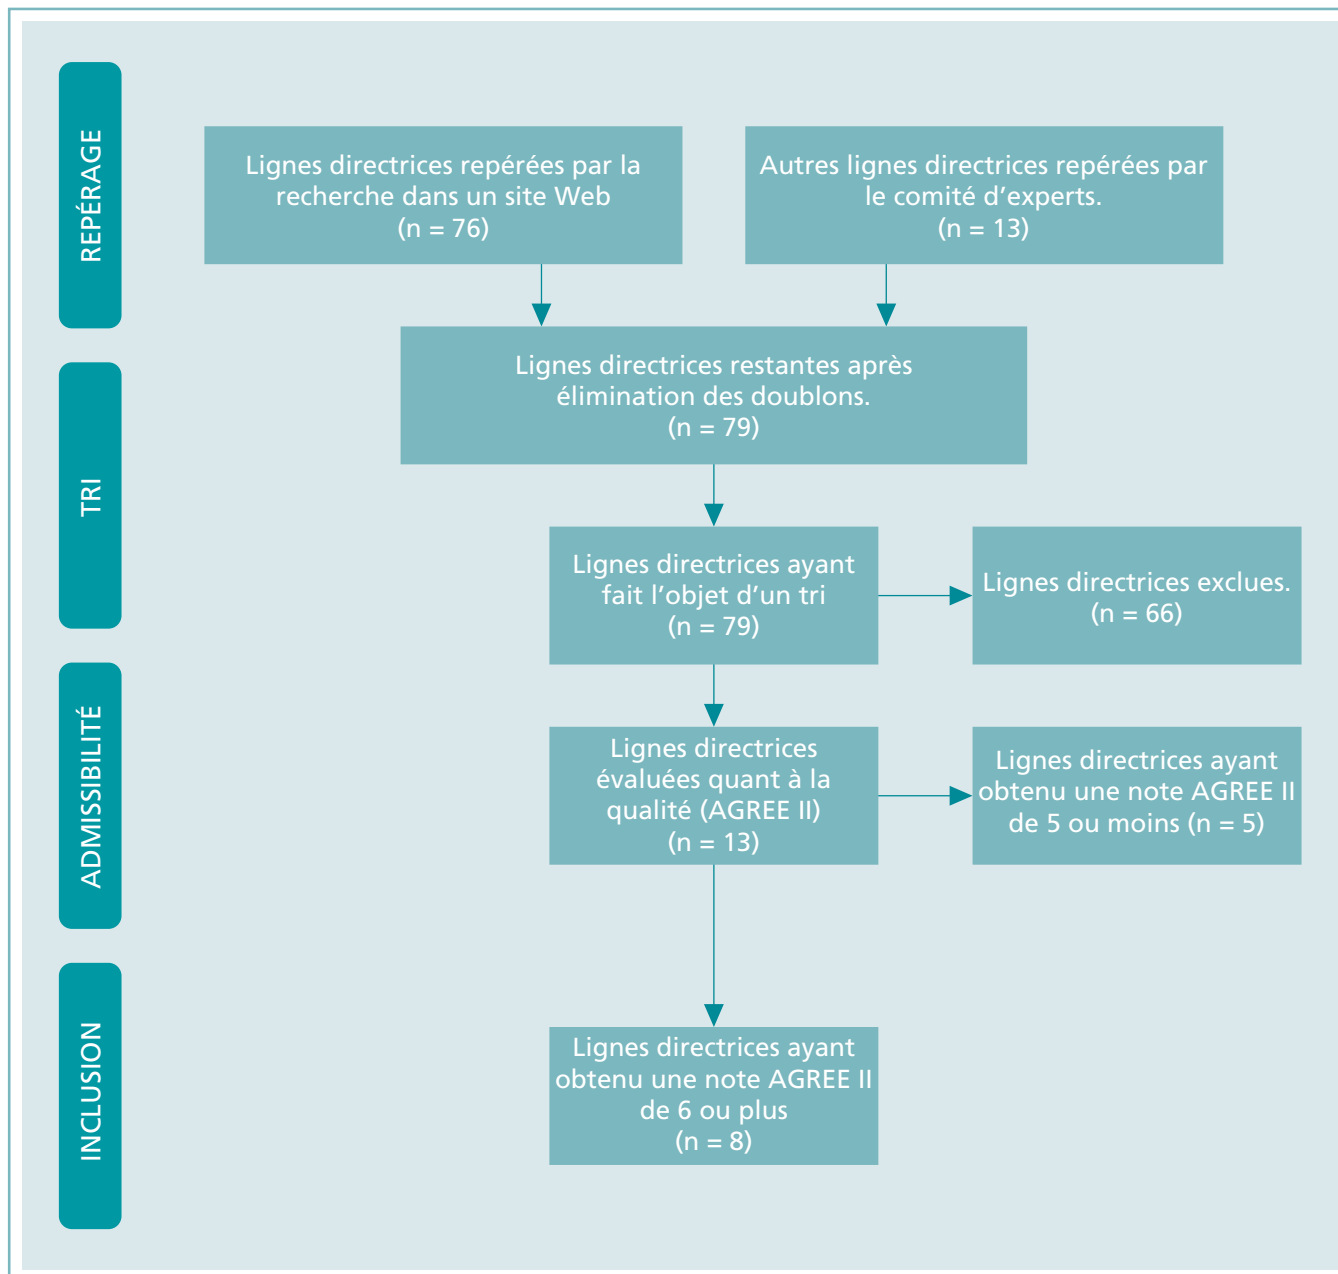 REPÉRAGE
Lignes directrices repérées par la
recherche dans un site Web
(n = 76)
Autres lignes directrices repérées par
le comité d’experts.
(n = 13)
TRI
Lignes directrices restantes après
élimination des doublons.
(n = 79)
Lignes directrices ayant
fait l’objet d’un tri
(n = 79)
Lignes directrices exclues.
(n = 66)
ADMISSIBILITÉ
Lignes directrices
évaluées quant à la
qualité (AGREE II)
(n = 13)
Lignes directrices ayant
obtenu une note AGREE II
de 5 ou moins (n = 5)
INCLUSION
Lignes directrices ayant
obtenu une note AGREE II
de 6 ou plus
(n = 8)